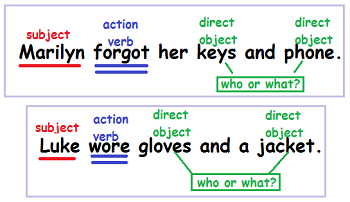 subject action verb direct object direct object
Marilyn forgot her keys and phone.
who or what?
subject action verb direct object direct object
Luke wore gloves and a jacket.
who or what?